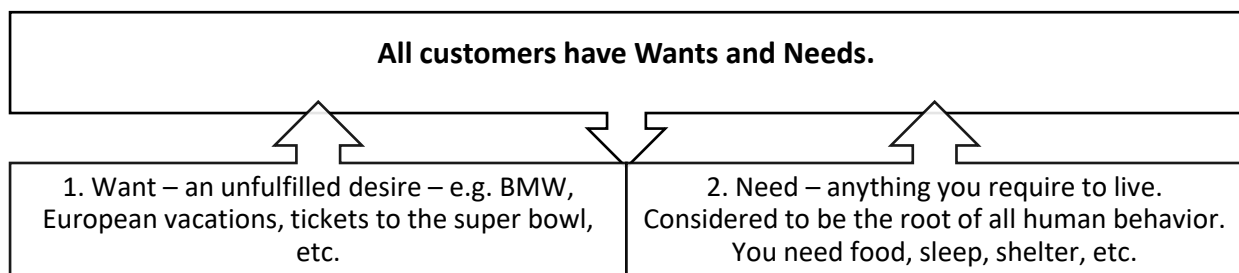 All customers have Wants and Needs.
1. Want – an unfulfilled desire – e.g. BMW,
European vacations, tickets to the super bowl,
etc.
2. Need – anything you require to live.
Considered to be the root of all human behavior.
You need food, sleep, shelter, etc.